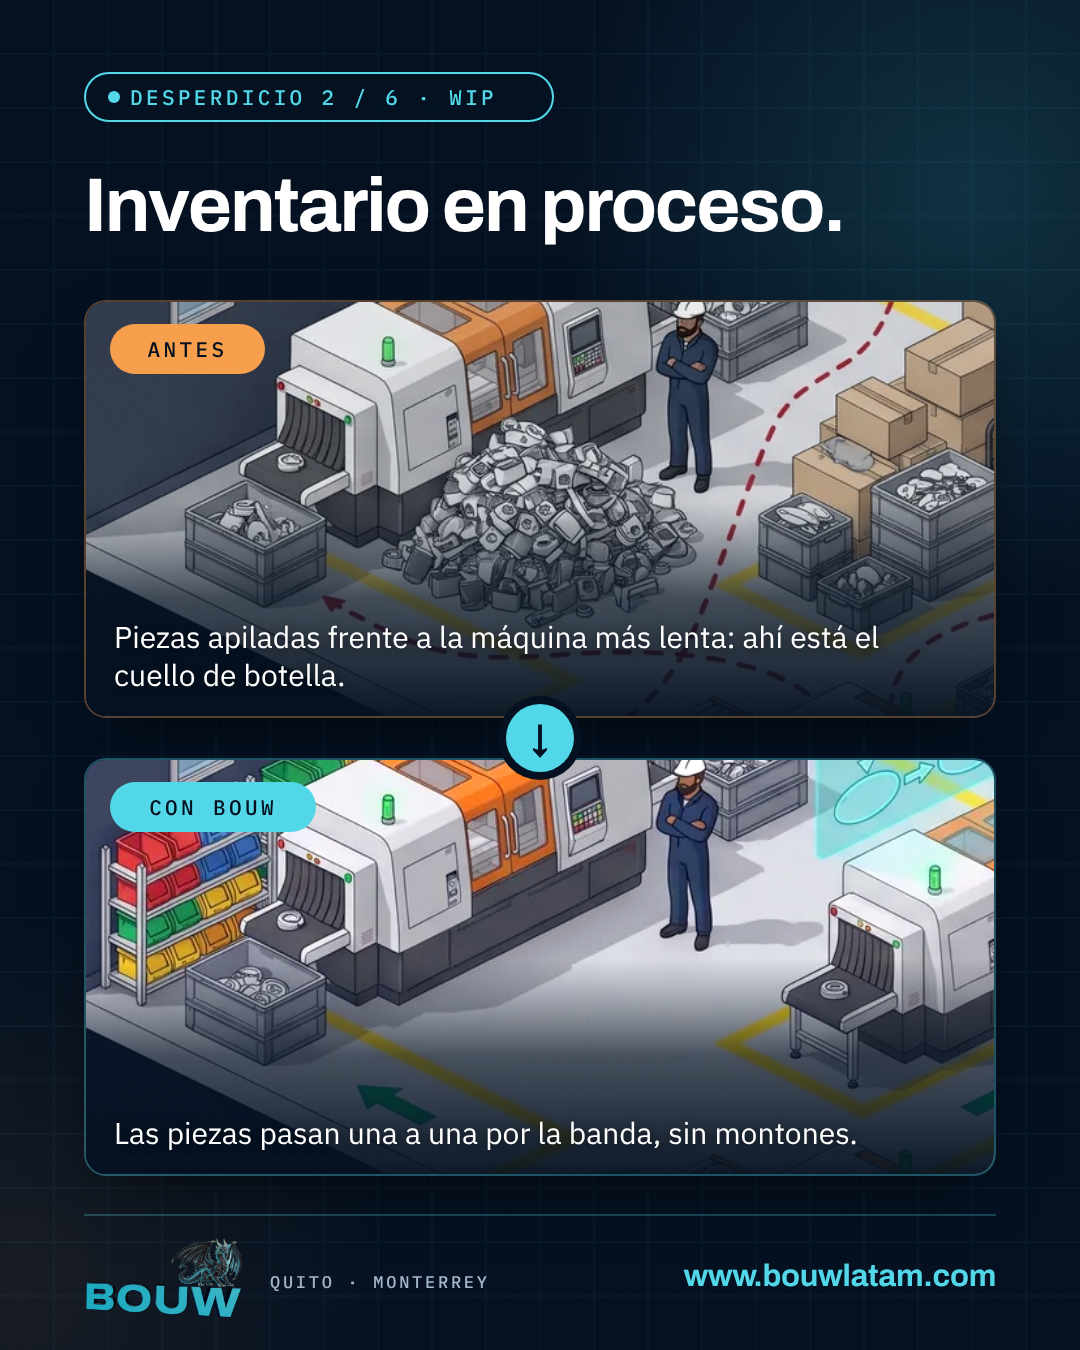 DESPERDICIO 2 / 6 · WIP
Inventario en proceso.
ANTES
Piezas apiladas frente a la máquina más lenta: ahí está el
cuello de botella.
↓
CON BOUW
Las piezas pasan una a una por la banda, sin montones.
BOUW
QUITO · MONTERREY
www.bouwlatam.com